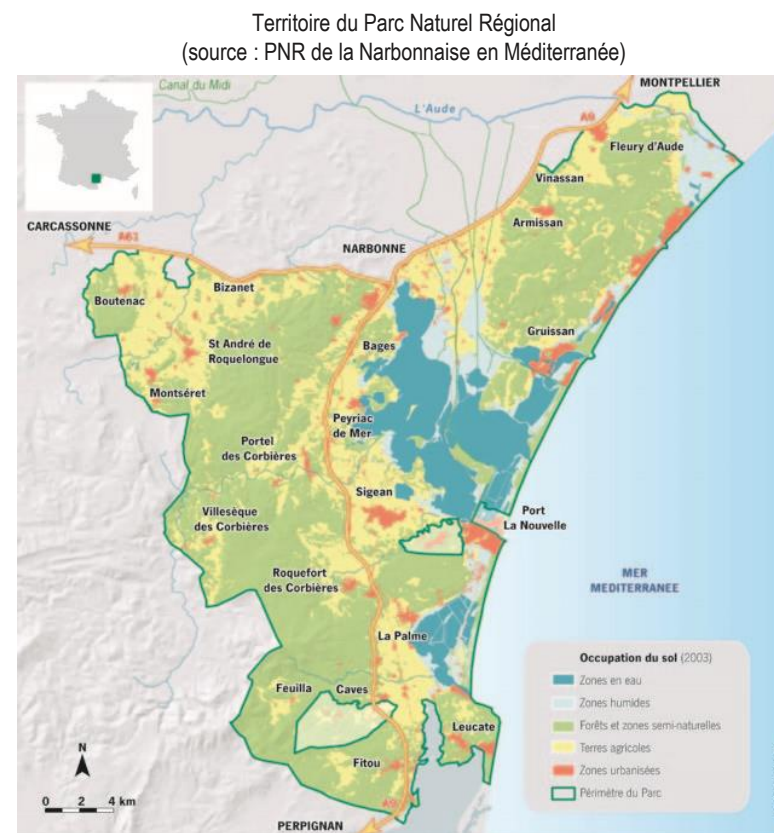 Territoire du Parc Naturel Régional
(source : PNR de la Narbonnaise en Méditerranée)
Canal du Midi
MONTPELLIER
L'Aude
A9
Fleury d'Aude
Vinassan
Armissan
CARCASSONNE
A61
NARBONNE
Bizanet
Boutenac
Gruissan
St André de
Roquelongue
Bages
Montséret
Peyriac
de Mer
Portel
des Corbières
Sigean
Villesèque
des Corbières
Port
La Nouvelle
Roquefort
des Corbières
MER
MEDITERRANEE
La Palme
Feuilla
Caves
Leucate
Fitou
N
0 2 4 km
A9
PERPIGNAN
Occupation du sol (2003)
Zones en eau
Zones humides
Forêts et zones semi-naturelles
Terres agricoles
Zones urbanisées
Périmètre du Parc